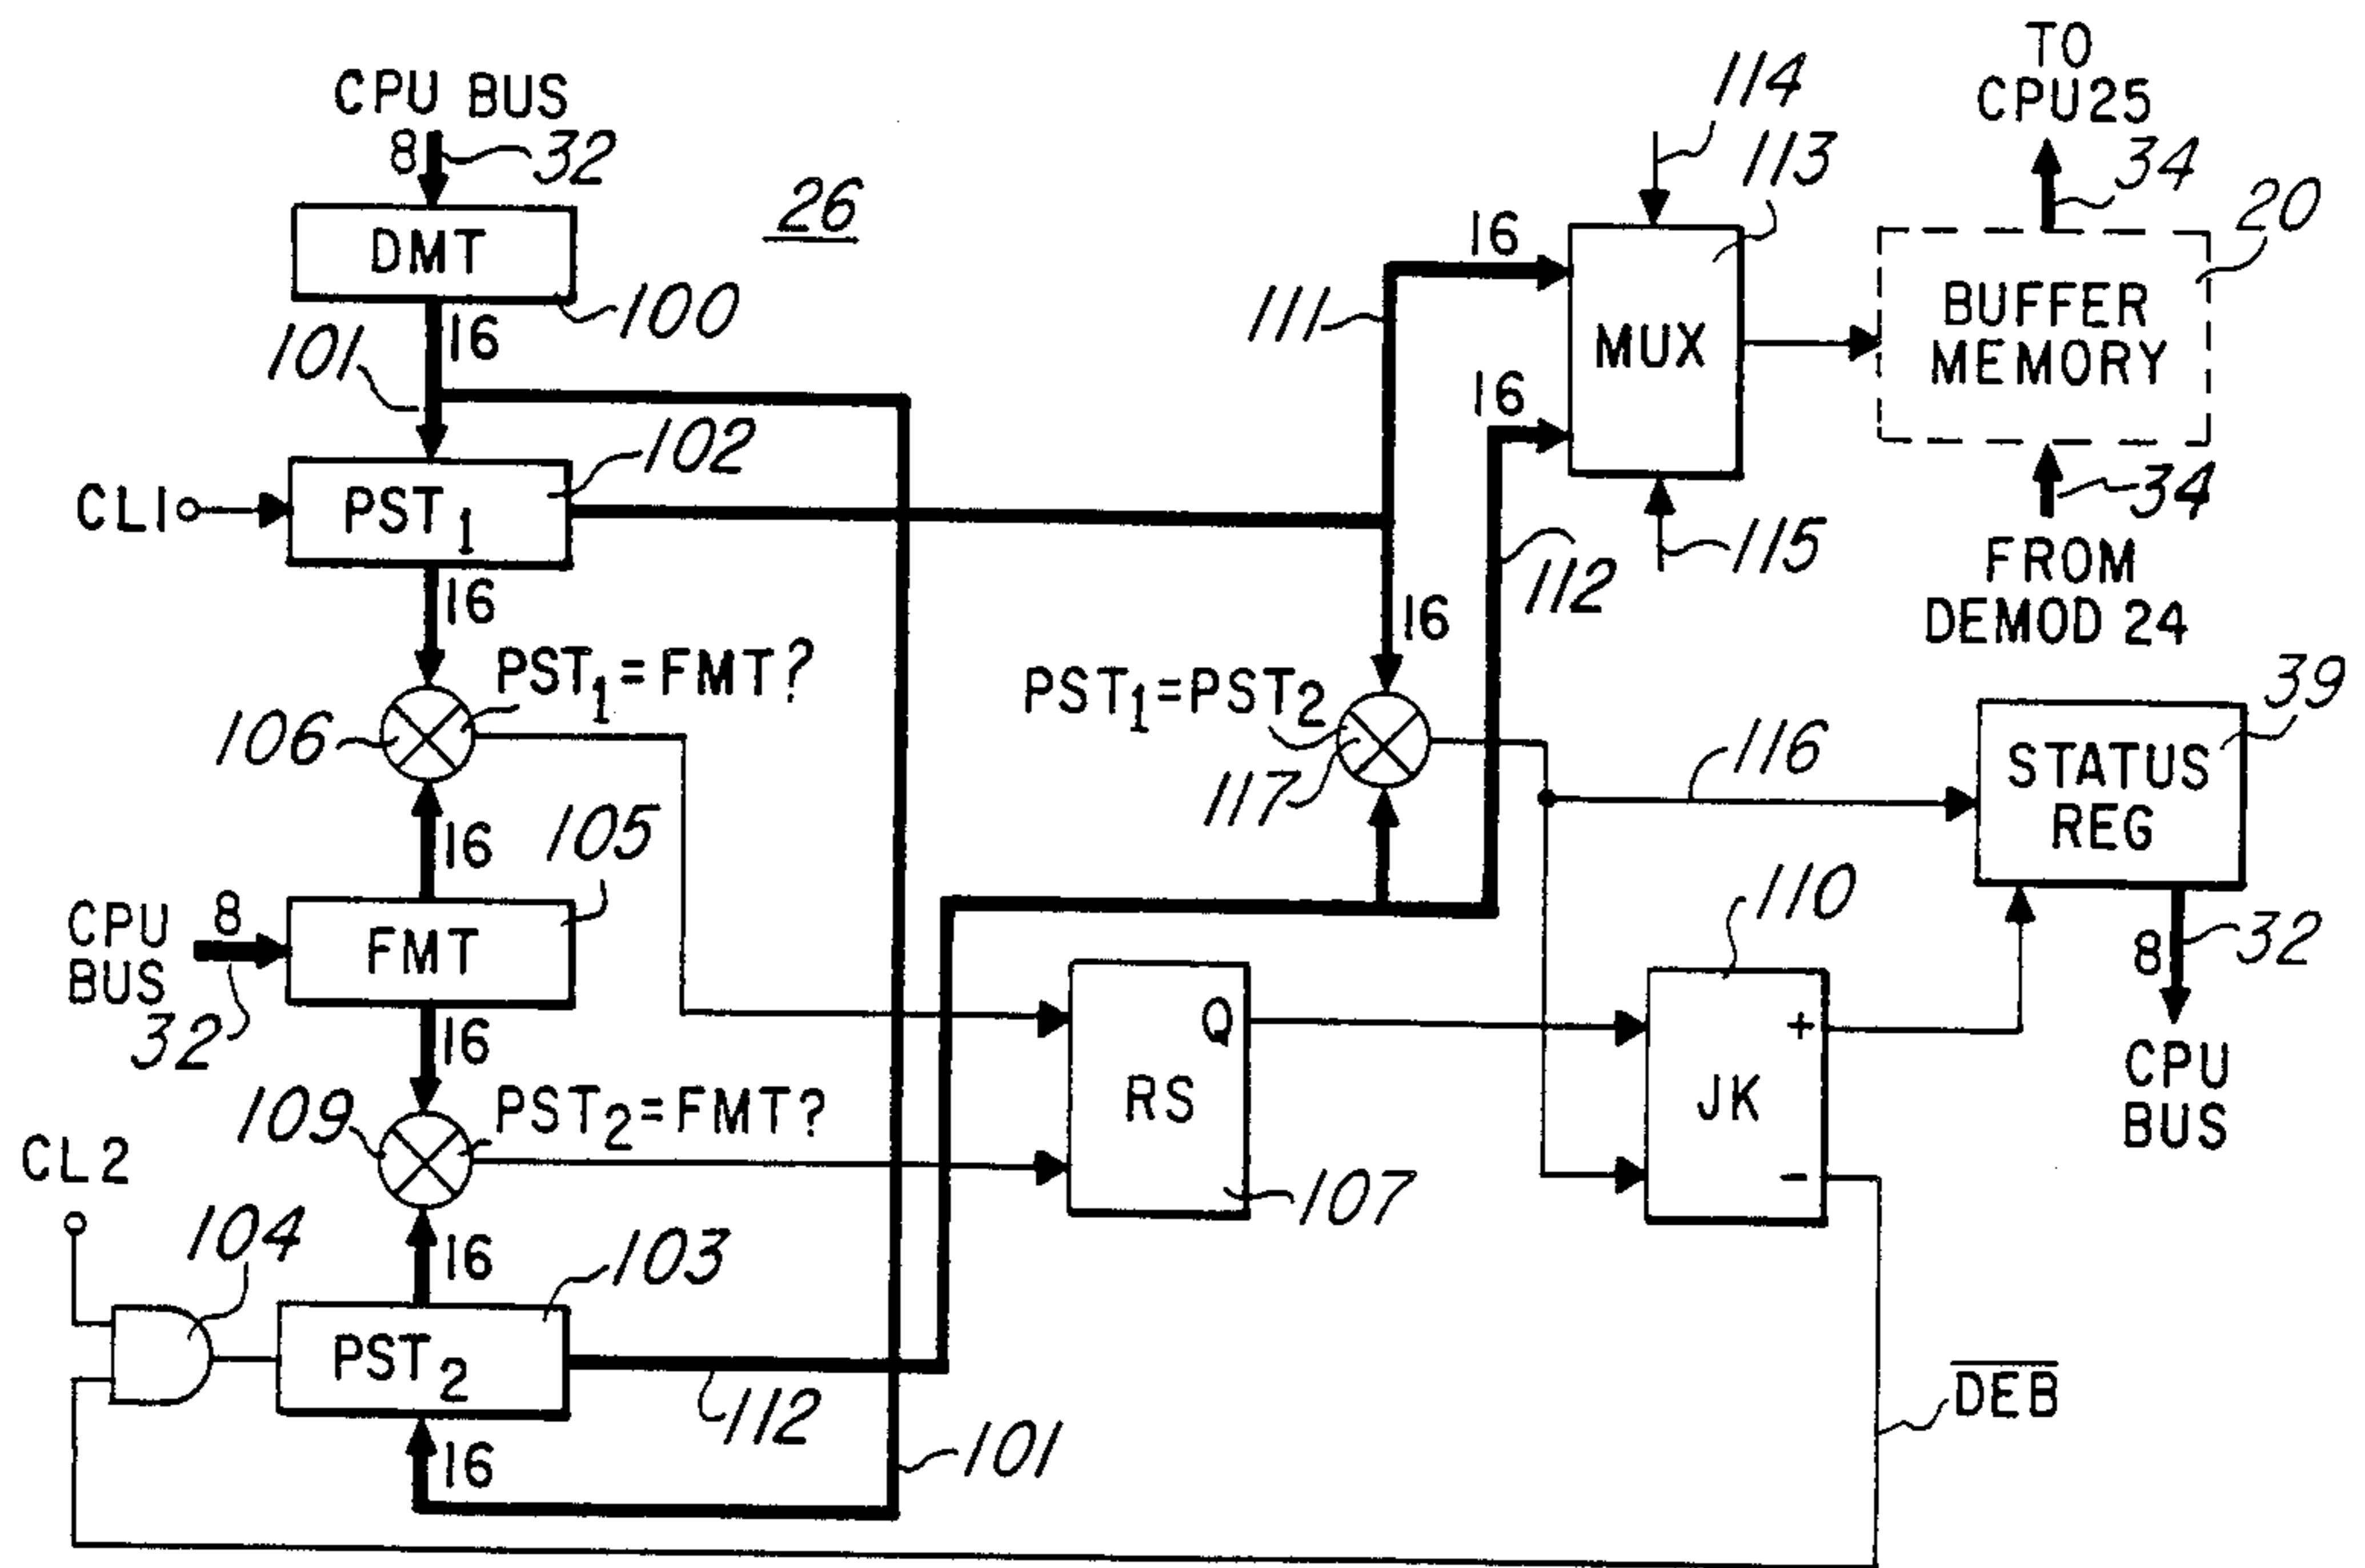 CPU BUS
8
32
26
DMT
100
101
16
PST1
102
CL1
16
PST1=FMT?
106
16
105
CPU
BUS
8
32
FMT
16
109
PST2=FMT?
CL2
104
16
103
PST2
112
16
101
114
113
16
111
16
MUX
115
112
16
PST1=PST2
117
116
TO
CPU25
34
20
BUFFER
MEMORY
34
FROM
DEMOD 24
39
STATUS
REG
8
32
CPU
BUS
110
Q
RS
107
JK
+
-
DEB